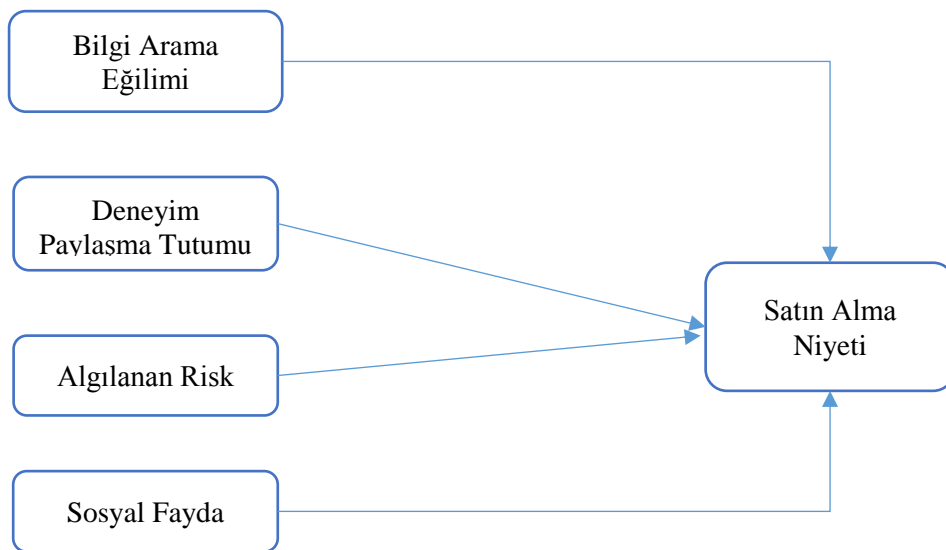 Bilgi Arama
Eğilimi
Deneyim
Paylaşma Tutumu
Algılanan Risk
Sosyal Fayda
Satın Alma
Niyeti